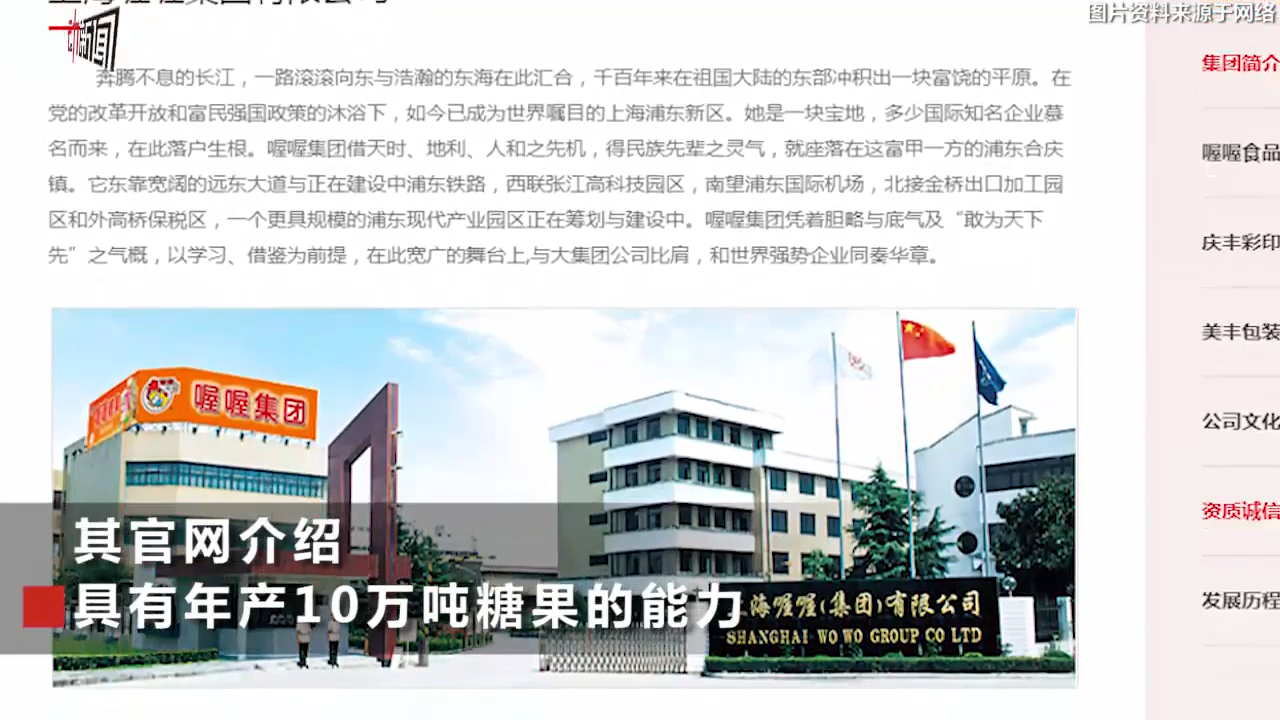 图片资料来源于网络
新闻
奔腾不息的长江，一路滚滚向东与浩瀚的东海在此汇合，千百年来在祖国大陆的东部冲积出一块富饶的平原。在
党的改革开放和富民强国政策的沐浴下，如今已成为世界瞩目的上海浦东新区。她是一块宝地，多少国际知名企业慕
名而来，在此落户生根。喔喔集团借天时、地利、人和之先机，得民族先辈之灵气，就座落在这富甲一方的浦东合庆
镇。它东靠宽阔的远东大道与正在建设中浦东铁路，西联张江高科技园区，南望浦东国际机场，北接金桥出口加工园
区和外高桥保税区，一个更具规模的浦东现代产业园区正在筹划与建设中。喔喔集团凭着胆略与底气及“敢为天下
先”之气概，以学习、借鉴为前提，在此宽广的舞台上,与大集团公司比肩，和世界强势企业同奏华章。
集团简介
喔喔食品
庆丰彩印
美丰包装
公司文化
资质诚信
发展历程
喔喔集团
海喔喔(集团)有限公司
SHANGHAI WO WO GROUP CO LTD
其官网介绍
具有年产10万吨糖果的能力